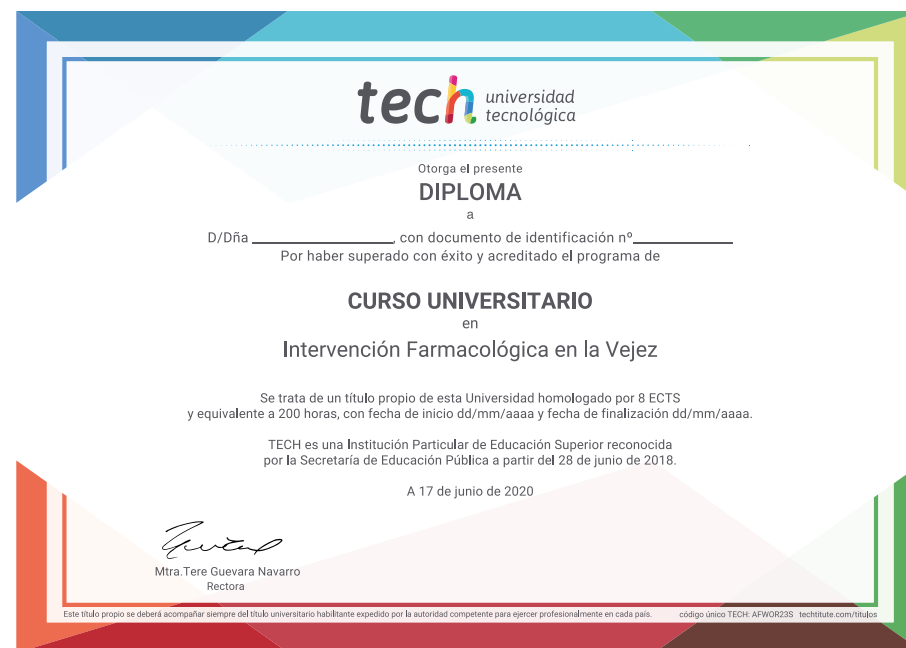 tech universidad
tecnológica
Otorga el presente
DIPLOMA
a
D/Dña ____________________, con documento de identificación nº______________
Por haber superado con éxito y acreditado el programa de
CURSO UNIVERSITARIO
en
Intervención Farmacológica en la Vejez
Se trata de un título propio de esta Universidad homologado por 8 ECTS
y equivalente a 200 horas, con fecha de inicio dd/mm/aaaa y fecha de finalización dd/mm/aaaa.
TECH es una Institución Particular de Educación Superior reconocida
por la Secretaría de Educación Pública a partir del 28 de junio de 2018.
A 17 de junio de 2020
Mtra.Tere Guevara Navarro
Rectora
Este título propio se deberá acompañar siempre del título universitario habilitante expedido por la autoridad competente para ejercer profesionalmente en cada país. código único TECH: AFWOR23S techtitute.com/titulos